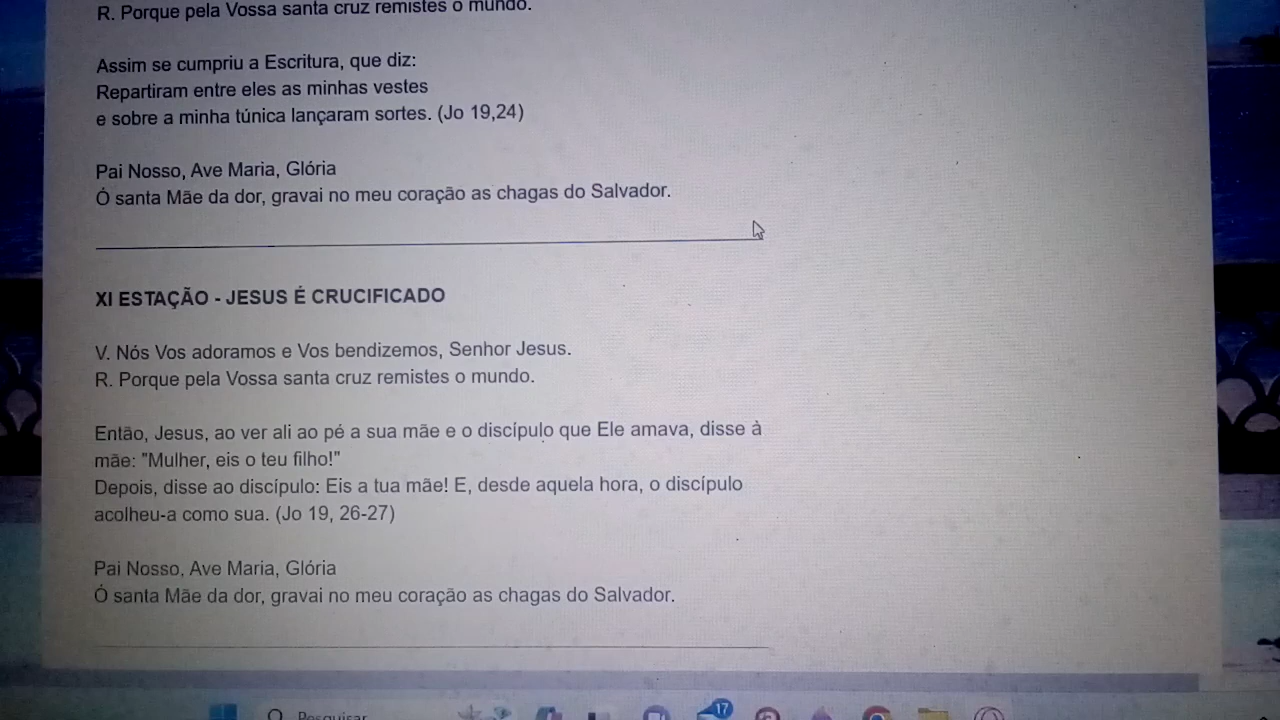 R. Porque pela Vossa santa cruz remistes o mundo.
Assim se cumpriu a Escritura, que diz:
Repartiram entre eles as minhas vestes
e sobre a minha túnica lançaram sortes. (Jo 19,24)
Pai Nosso, Ave Maria, Glória
Ó santa Mãe da dor, gravai no meu coração as chagas do Salvador.
XI ESTAÇÃO - JESUS É CRUCIFICADO
V. Nós Vos adoramos e Vos bendizemos, Senhor Jesus.
R. Porque pela Vossa santa cruz remistes o mundo.
Então, Jesus, ao ver ali ao pé a sua mãe e o discípulo que Ele amava, disse à
mãe: "Mulher, eis o teu filho!"
Depois, disse ao discípulo: Eis a tua mãe! E, desde aquela hora, o discípulo
acolheu-a como sua. (Jo 19, 26-27)
Pai Nosso, Ave Maria, Glória
Ó santa Mãe da dor, gravai no meu coração as chagas do Salvador.
Pesquisar
17